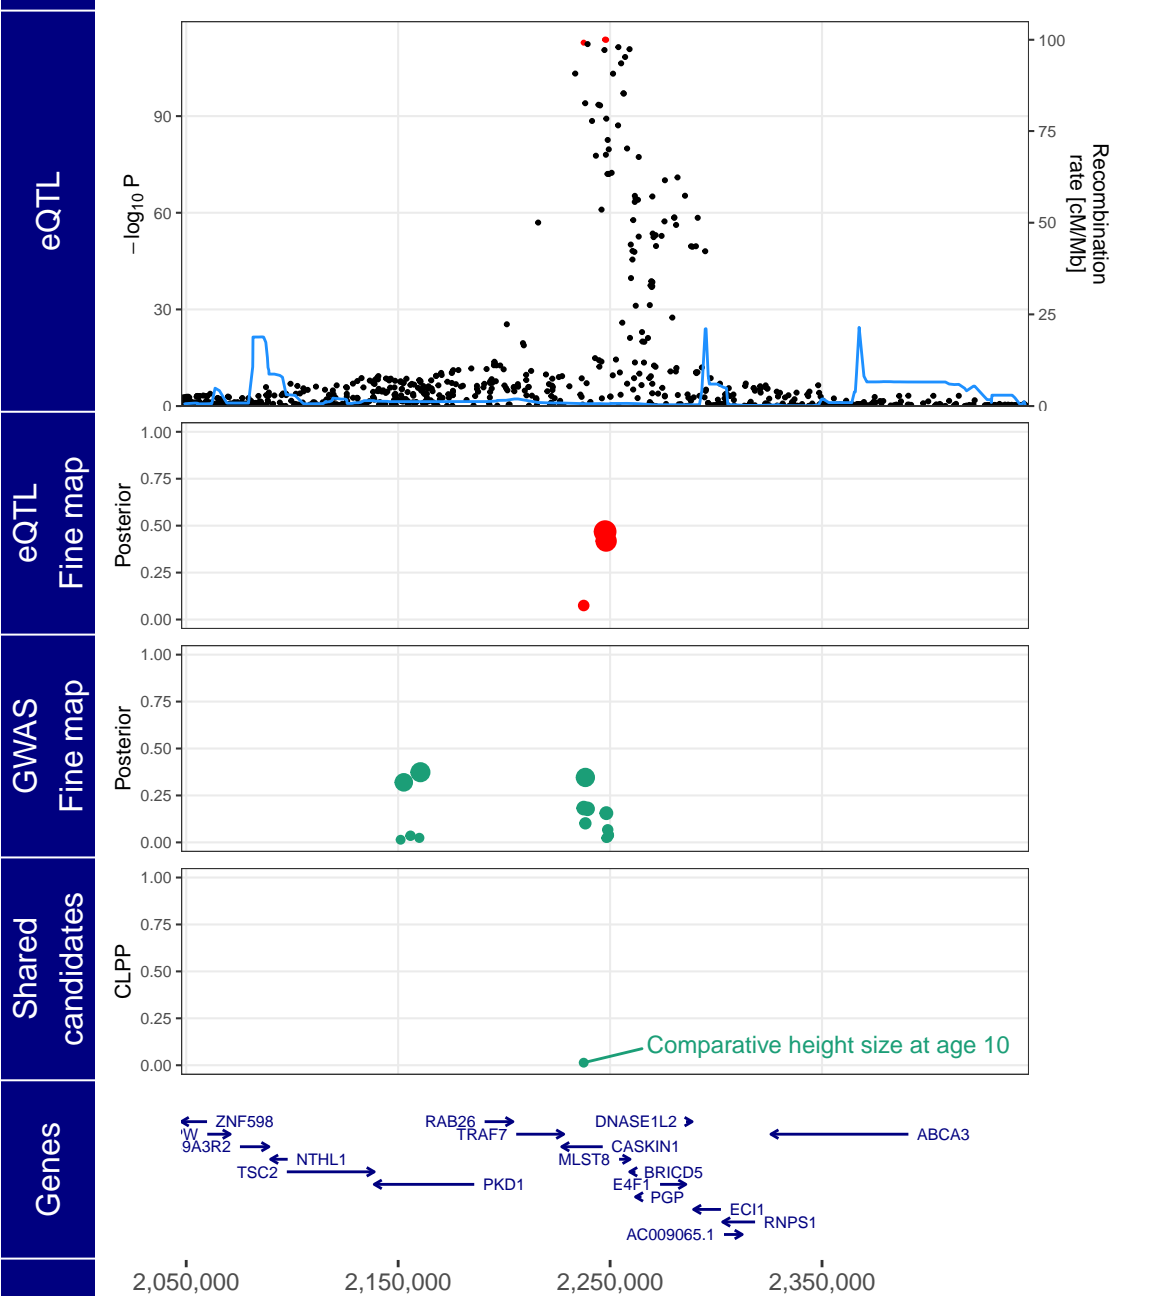 eQTL
−log10 P
90
60
30
0
100
75
50
25
0
Recombination
rate [cM/Mb]
eQTL
Fine map
Posterior
1.00
0.75
0.50
0.25
0.00
GWAS
Fine map
Posterior
1.00
0.75
0.50
0.25
0.00
Shared
candidates
CLPP
1.00
0.75
0.50
0.25
0.00
Comparative height size at age 10
Genes
ZNF598
RAB26
DNASE1L2
W
TRAF7
ABCA3
9A3R2
CASKIN1
NTHL1
MLST8
TSC2
BRICD5
PKD1
E4F1
PGP
ECI1
RNPS1
AC009065.1
2,050,000
2,150,000
2,250,000
2,350,000